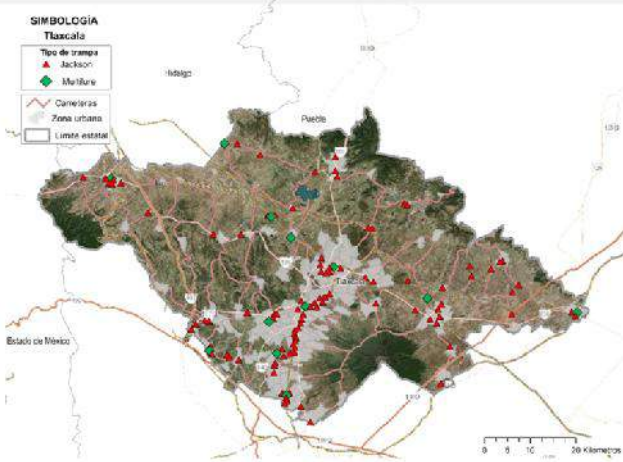 SIMBOLOGÍA
Tlaxcala
Tipo de trampa
Jackson
Multilure
Carreteras
Zona urbana
Límite estatal
Hidalgo
Puebla
Tlaxcala
Estado de México
0 5 10 20 Kilometros